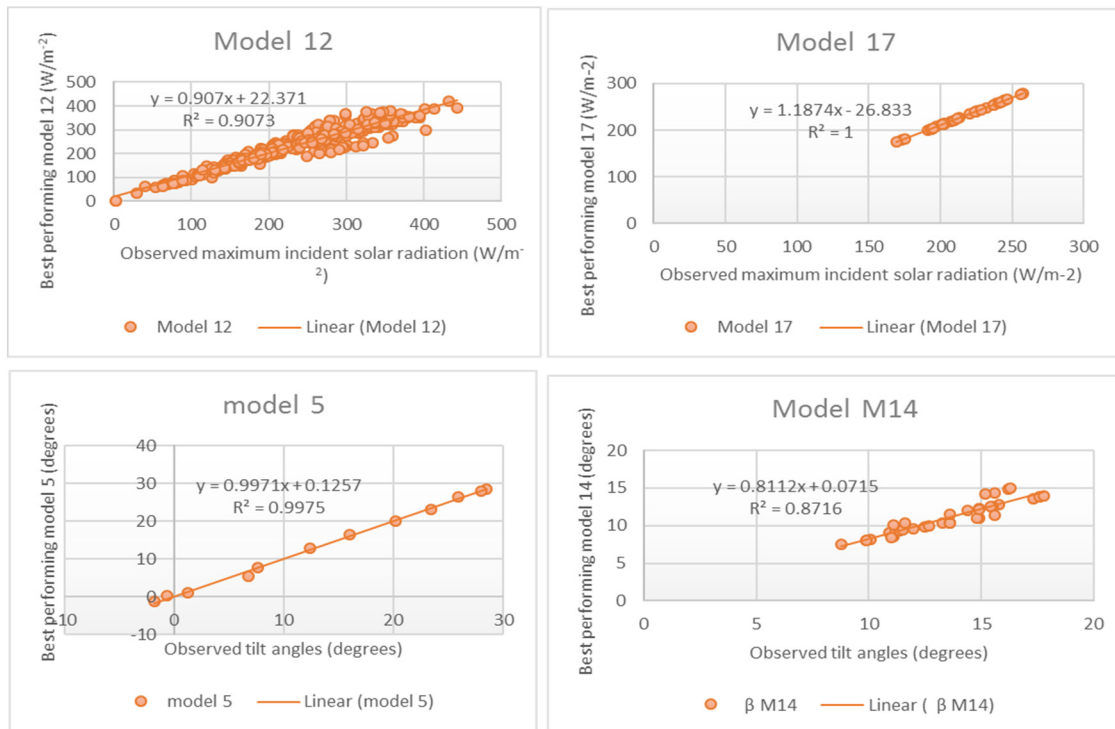 Model 12
Best performing model 12 (W/m⁻²)
500
400
300
200
100
0
y = 0.907x + 22.371
R² = 0.9073
0 100 200 300 400 500
Observed maximum incident solar radiation (W/m⁻
²)
Model 12 Linear (Model 12)
Model 17
Best performing model 17 (W/m-2)
300
200
100
0
y = 1.1874x - 26.833
R² = 1
0 50 100 150 200 250 300
Observed maximum incident solar radiation (W/m-2)
Model 17 Linear (Model 17)
model 5
Best performing model 5 (degrees)
40
30
20
10
0
-10
y = 0.9971x + 0.1257
R² = 0.9975
-10 0 10 20 30
Observed tilt angles (degrees)
model 5 Linear (model 5)
Model M14
Best performing model 14 (degrees)
20
15
10
5
0
y = 0.8112x + 0.0715
R² = 0.8716
0 5 10 15 20
Observed tilt angles (degrees)
β M14 Linear ( β M14)